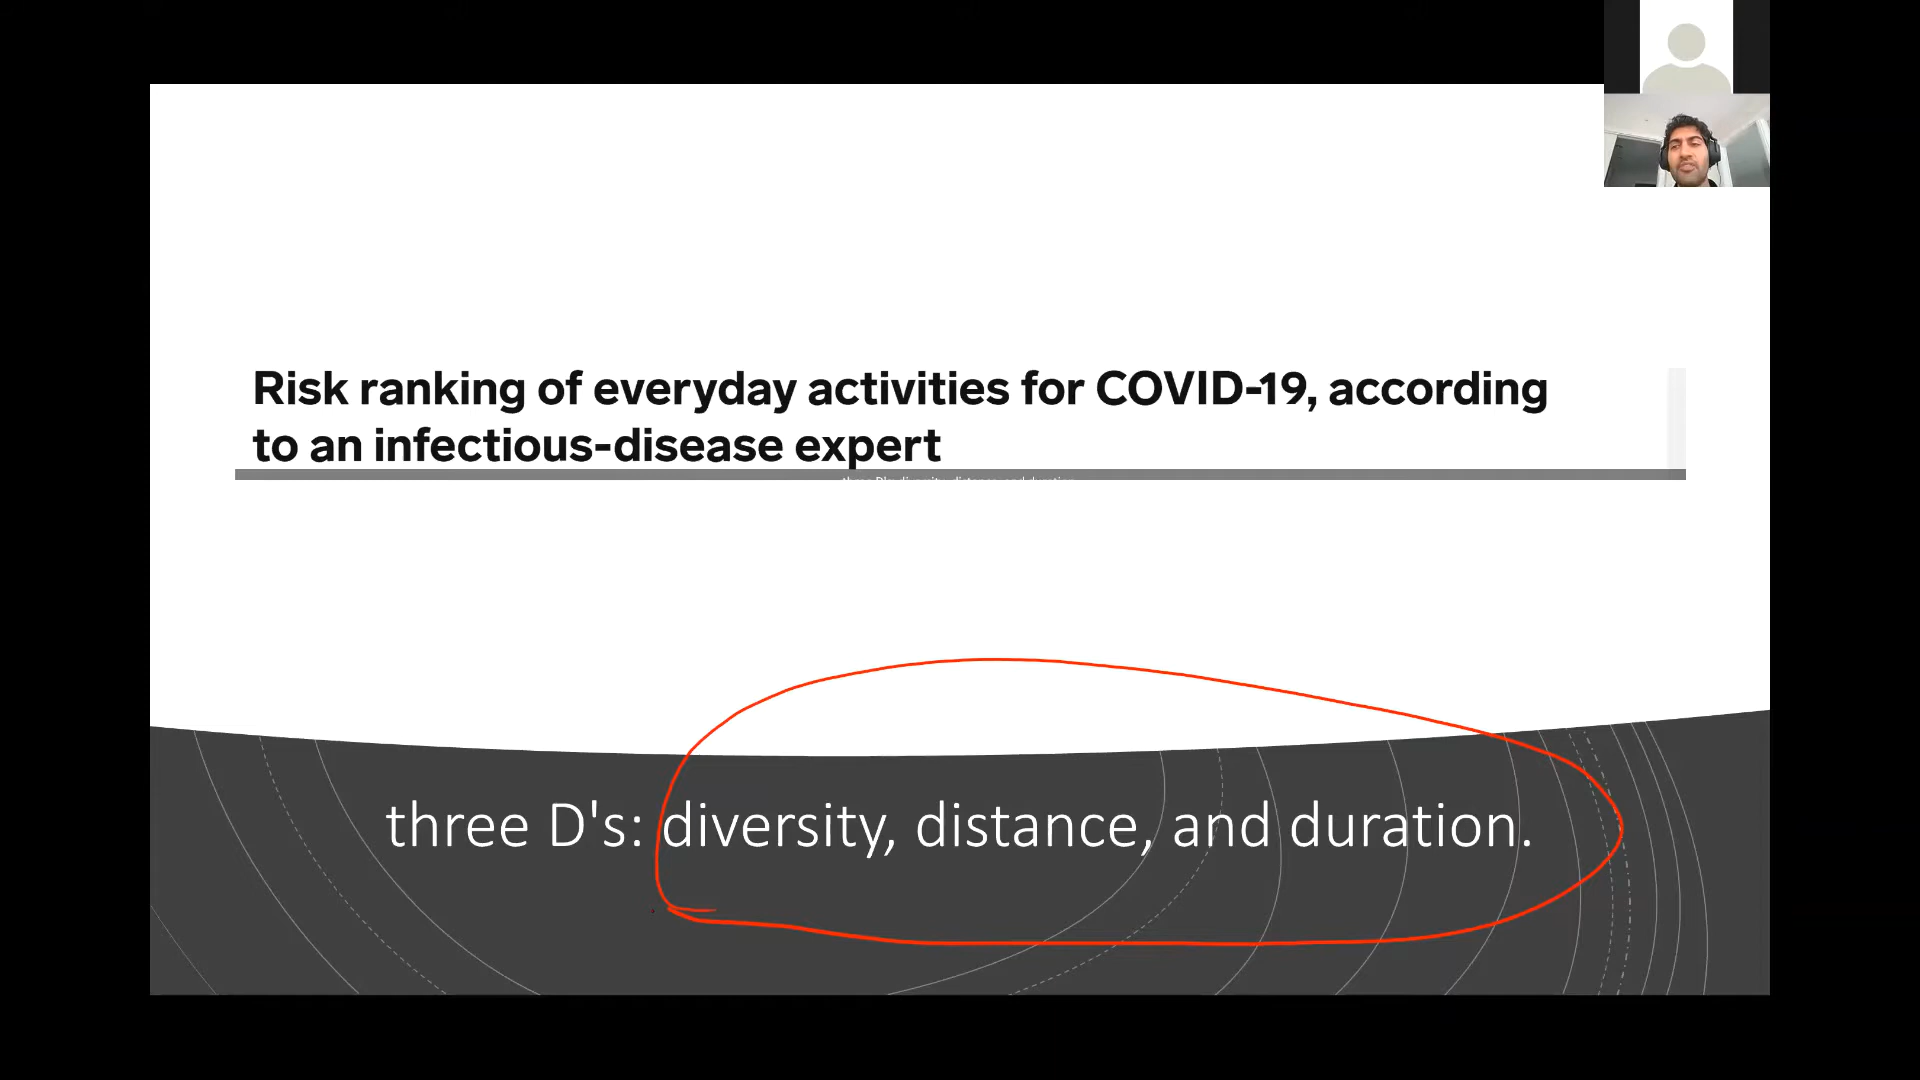 Risk ranking of everyday activities for COVID-19, according
to an infectious-disease expert
three D's: diversity, distance, and duration.